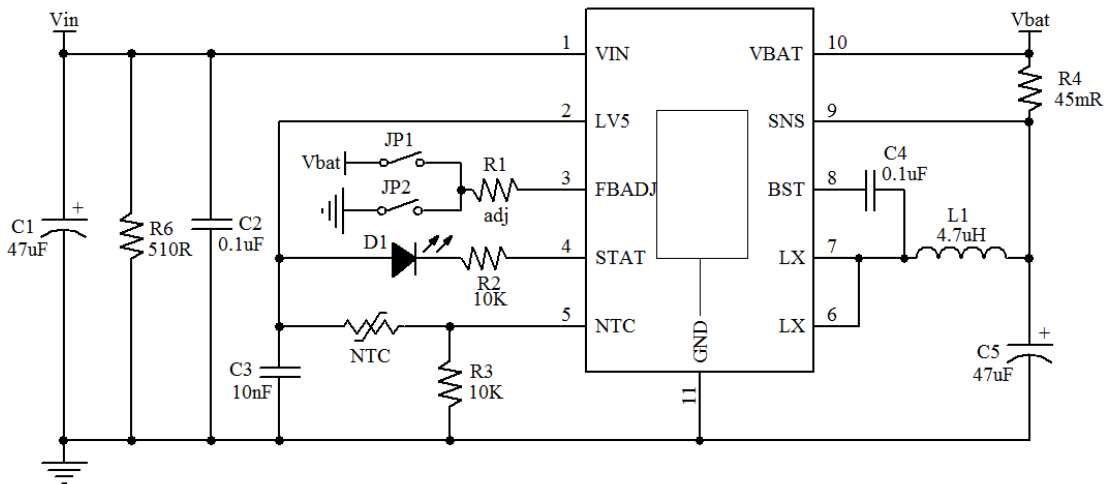 Vin
Vbat
1
VIN
VBAT
10
R4
45mR
2
LV5
SNS
9
JP1
Vbat
R1
C4
0.1uF
3
FBADJ
BST
8
JP2
adj
C1
+
47uF
R6
510R
C2
0.1uF
D1
L1
4.7uH
4
STAT
LX
7
R2
10K
5
NTC
LX
6
NTC
GND
C3
10nF
R3
10K
C5
+
47uF
11